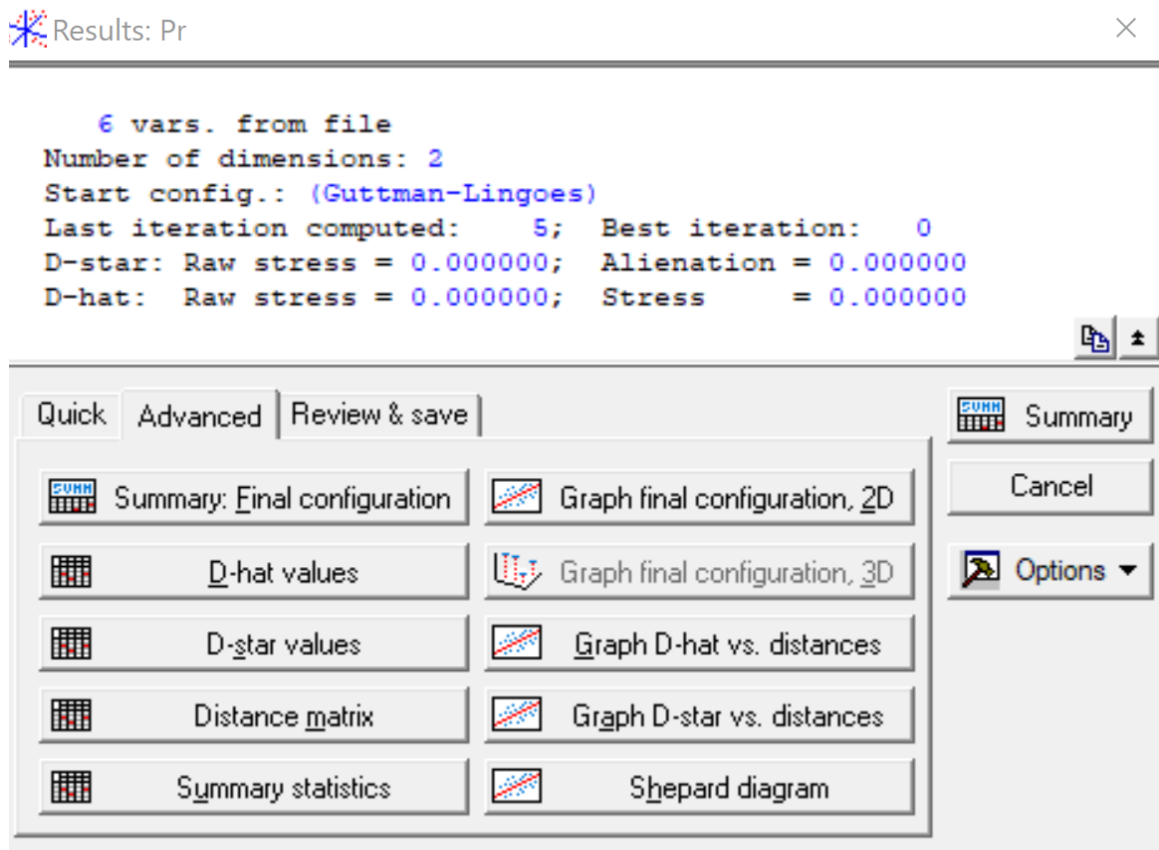 Results: Pr
6 vars. from file
Number of dimensions: 2
Start config.: (Guttman-Lingoes)
Last iteration computed: 5; Best iteration: 0
D-star: Raw stress = 0.000000; Alienation = 0.000000
D-hat: Raw stress = 0.000000; Stress = 0.000000
Quick Advanced Review & save
SUMM Summary
Cancel
Options
SUMM Summary: Final configuration Graph final configuration, 2D
D-hat values Graph final configuration, 3D
D-star values Graph D-hat vs. distances
Distance matrix Graph D-star vs. distances
Summary statistics Shepard diagram